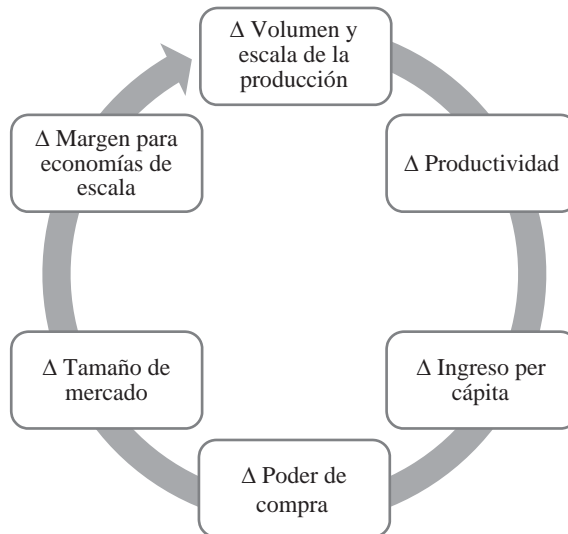 Δ Volumen y
escala de la
producción
Δ Productividad
Δ Ingreso per
cápita
Δ Poder de
compra
Δ Tamaño de
mercado
Δ Margen para
economías de
escala